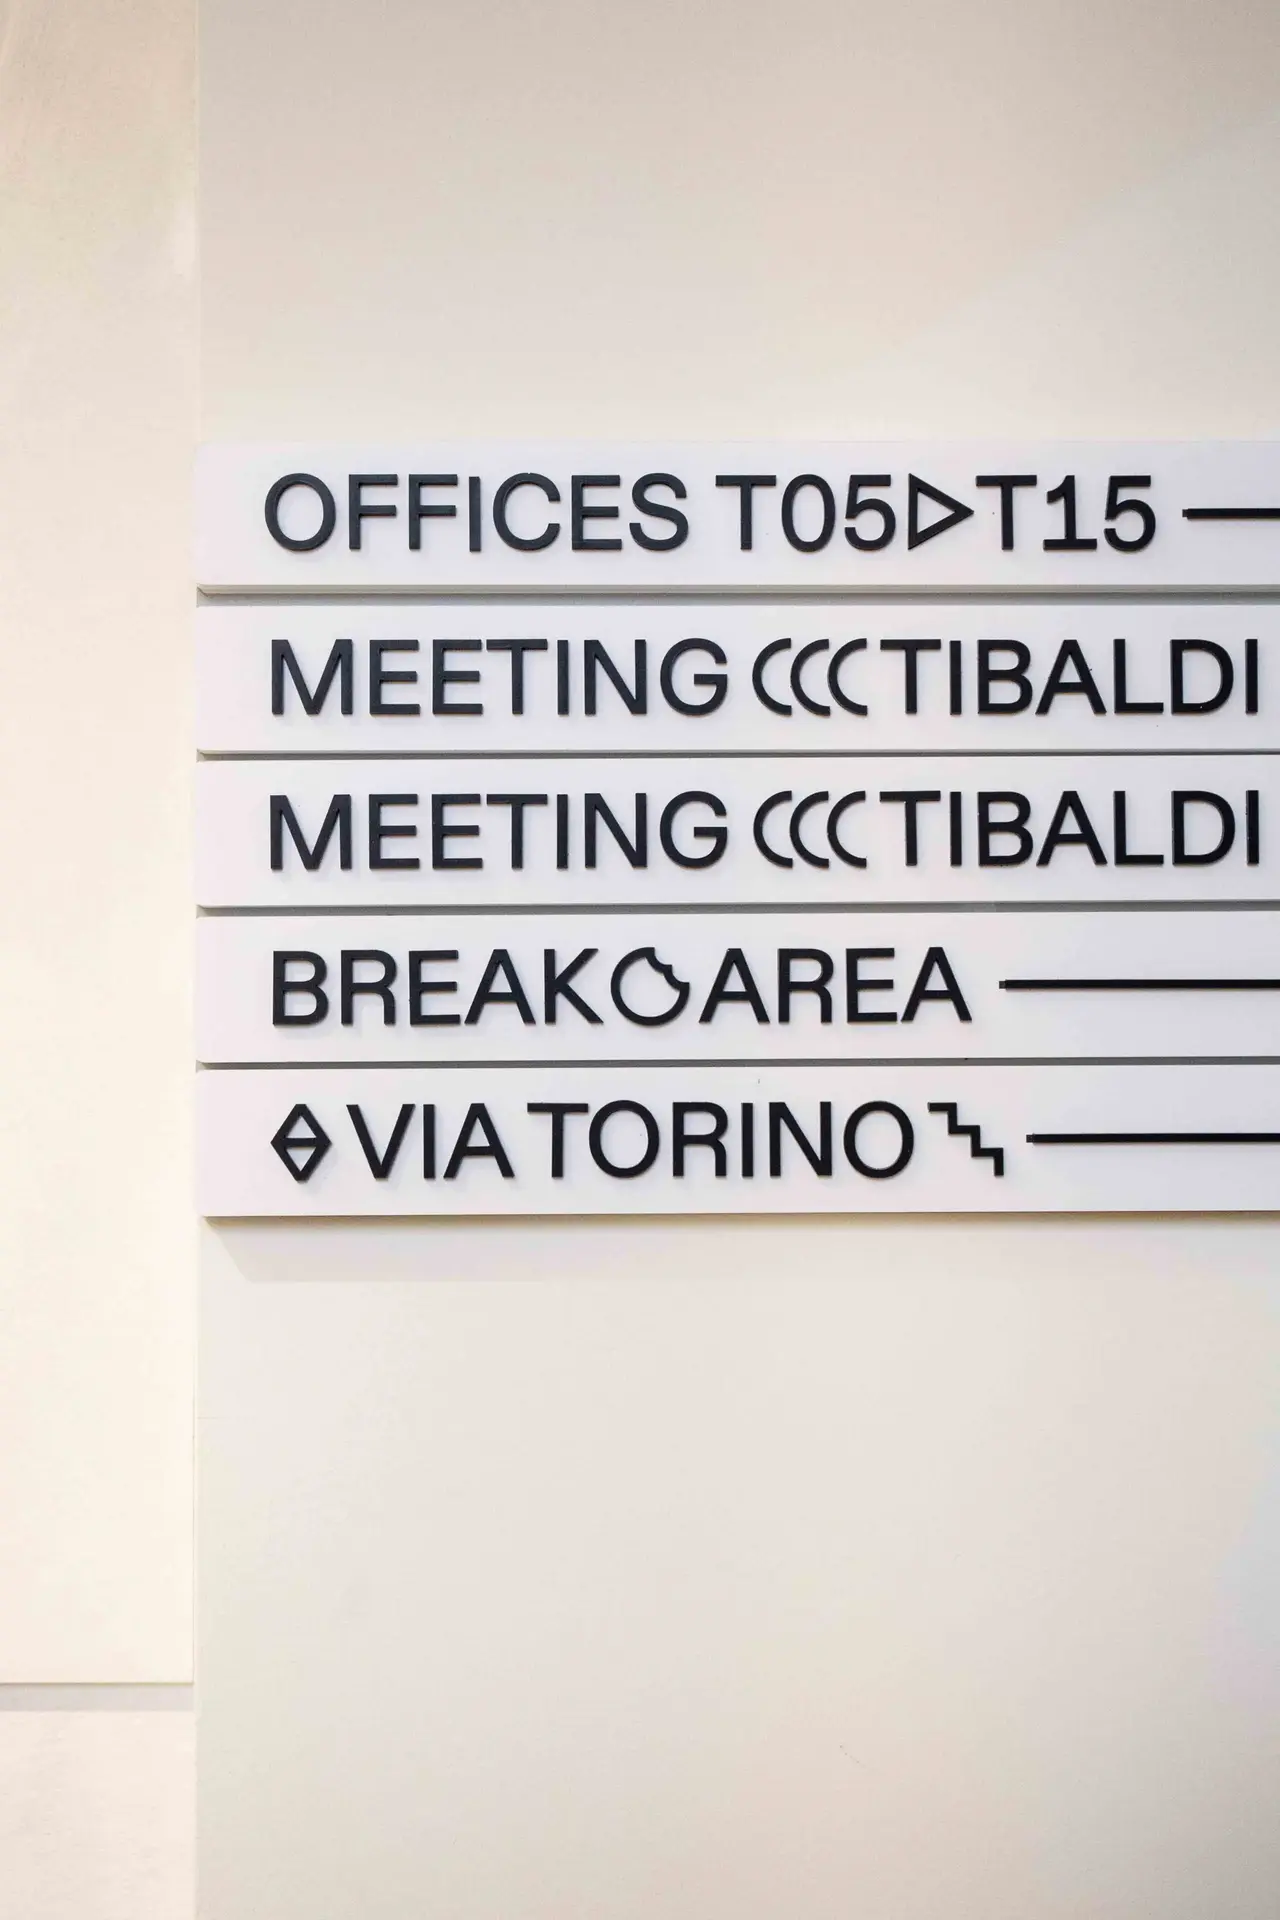 OFFICES T05▷T15
MEETING (((TIBALDI
MEETING (((TIBALDI
BREAK AREA
VIA TORINO